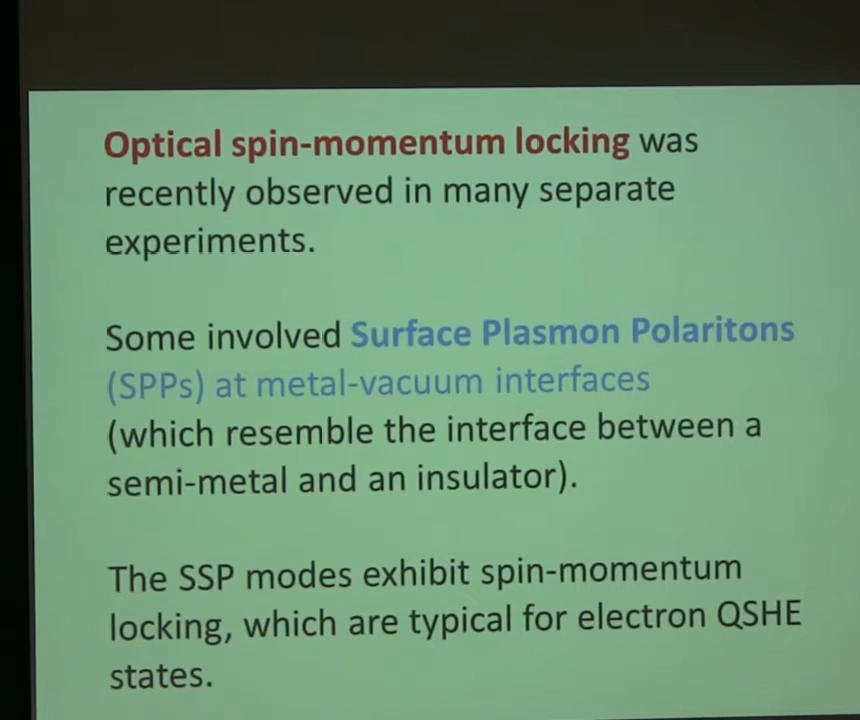 Optical spin-momentum locking was
recently observed in many separate
experiments.
Some involved Surface Plasmon Polaritons
(SPPs) at metal-vacuum interfaces
(which resemble the interface between a
semi-metal and an insulator).
The SSP modes exhibit spin-momentum
locking, which are typical for electron QSHE
states.